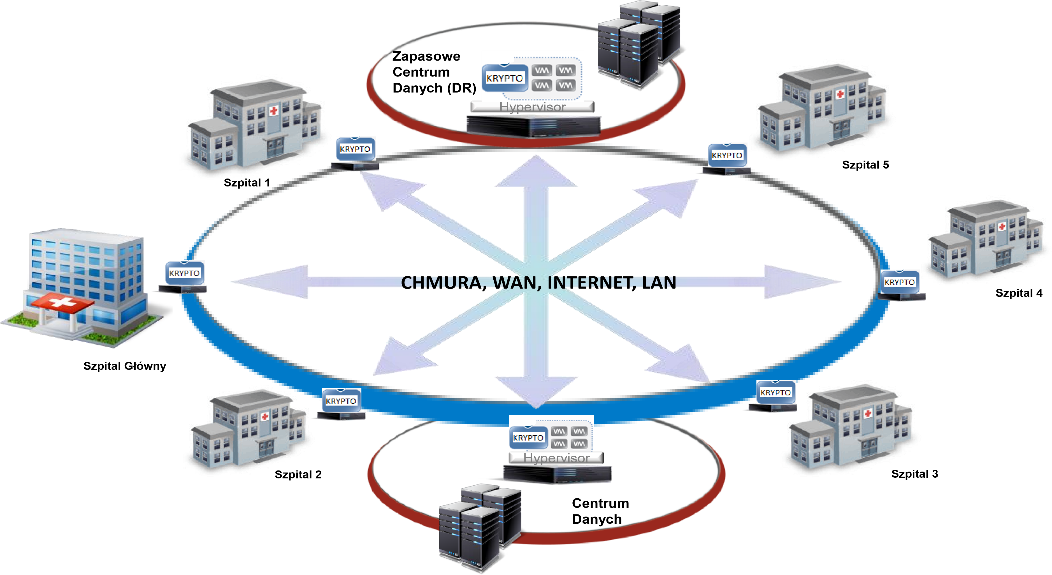 Zapasowe
Centrum
Danych (DR)
KRYPTO
VM VM
VM VM
Hypervisor
KRYPTO
Szpital 1
KRYPTO
Szpital 5
KRYPTO
Szpital Główny
CHMURA, WAN, INTERNET, LAN
KRYPTO
Szpital 4
KRYPTO
Szpital 2
KRYPTO
Szpital 3
KRYPTO
VM VM
VM VM
Hypervisor
Centrum
Danych